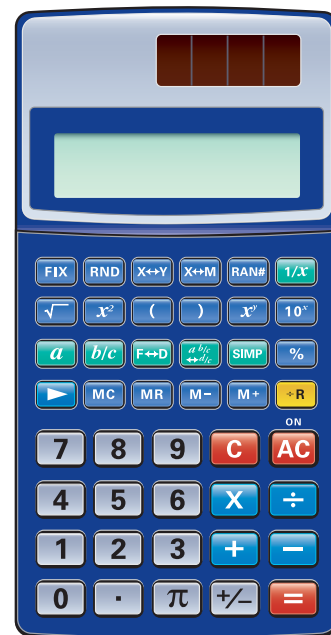 FIX RND X↔Y X↔M RAN# 1/x
√ x² ( ) xʸ 10ˣ
a b/c F↔D a b/c ↔ d/c SIMP %
MC MR M− M+ ÷R
ON
7 8 9 C AC
4 5 6 X ÷
1 2 3 + −
0 . π +/− =